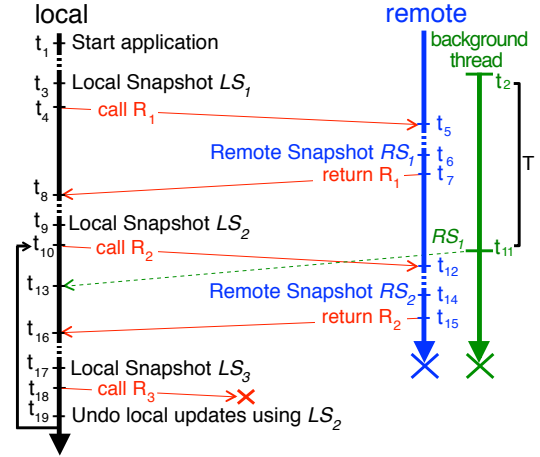 local
remote
background
thread
t₁ Start application
t₂
t₃ Local Snapshot LS₁
t₄ call R₁
t₅
T
Remote Snapshot RS₁ t₆
return R₁ t₇
t₈
t₉ Local Snapshot LS₂
t₁₀ call R₂
RS₁ t₁₁
t₁₂
t₁₃
Remote Snapshot RS₂ t₁₄
return R₂ t₁₅
t₁₆
t₁₇ Local Snapshot LS₃
t₁₈ call R₃
t₁₉ Undo local updates using LS₂